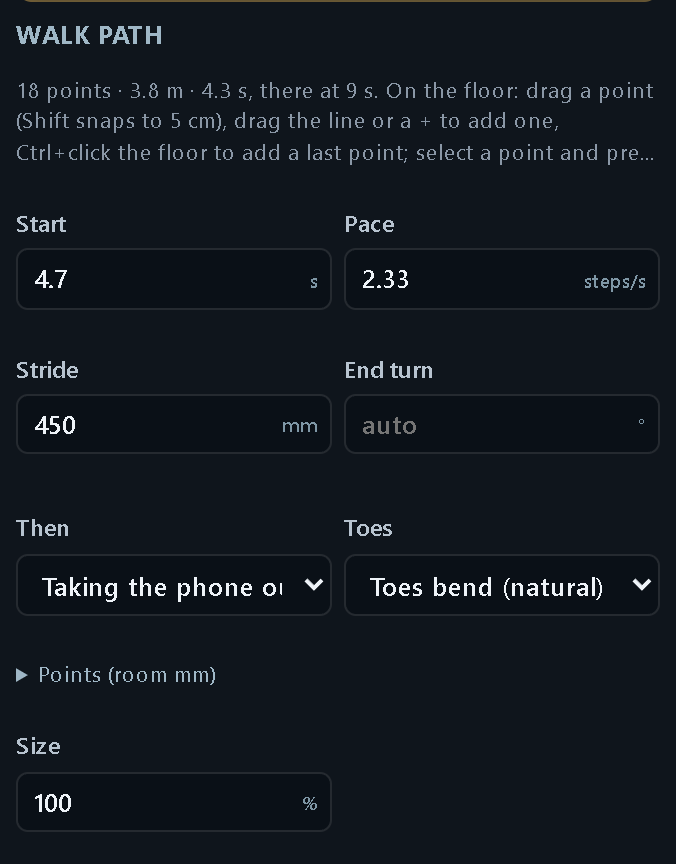 WALK PATH
18 points · 3.8 m · 4.3 s, there at 9 s. On the floor: drag a point
(Shift snaps to 5 cm), drag the line or a + to add one,
Ctrl+click the floor to add a last point; select a point and pre...
Start
Pace
4.7 s
2.33 steps/s
Stride
End turn
450 mm
auto °
Then
Toes
Taking the phone
Toes bend (natural)
Points (room mm)
Size
100 %